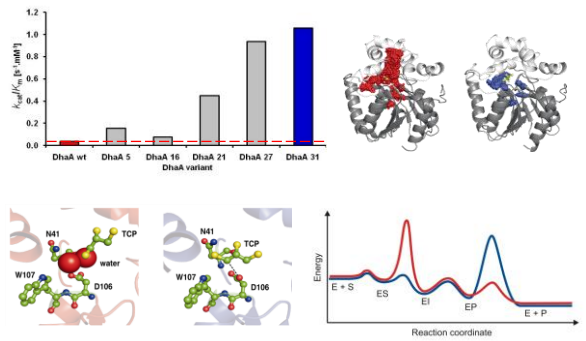 k_cat/K_m [s⁻¹.mM⁻¹]
1.2
1.0
0.8
0.6
0.4
0.2
0.0
DhaA wt DhaA 5 DhaA 16 DhaA 21 DhaA 27 DhaA 31
DhaA variant
N41
TCP
water
W107
D106
N41
TCP
W107
D106
Energy
E + S
ES
EI
EP
E + P
Reaction coordinate